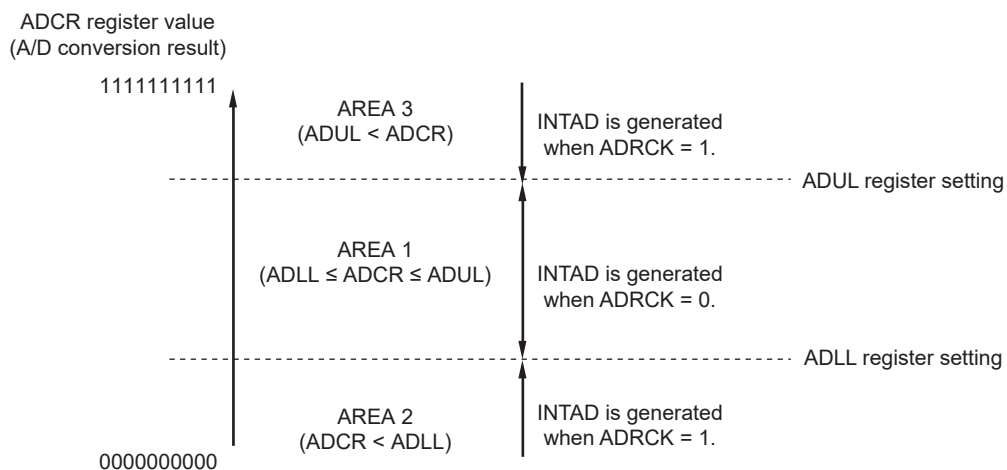 ADCR register value
(A/D conversion result)
1111111111
AREA 3
(ADUL < ADCR)
INTAD is generated
when ADRCK = 1.
ADUL register setting
AREA 1
(ADLL ≤ ADCR ≤ ADUL)
INTAD is generated
when ADRCK = 0.
ADLL register setting
AREA 2
(ADCR < ADLL)
INTAD is generated
when ADRCK = 1.
0000000000